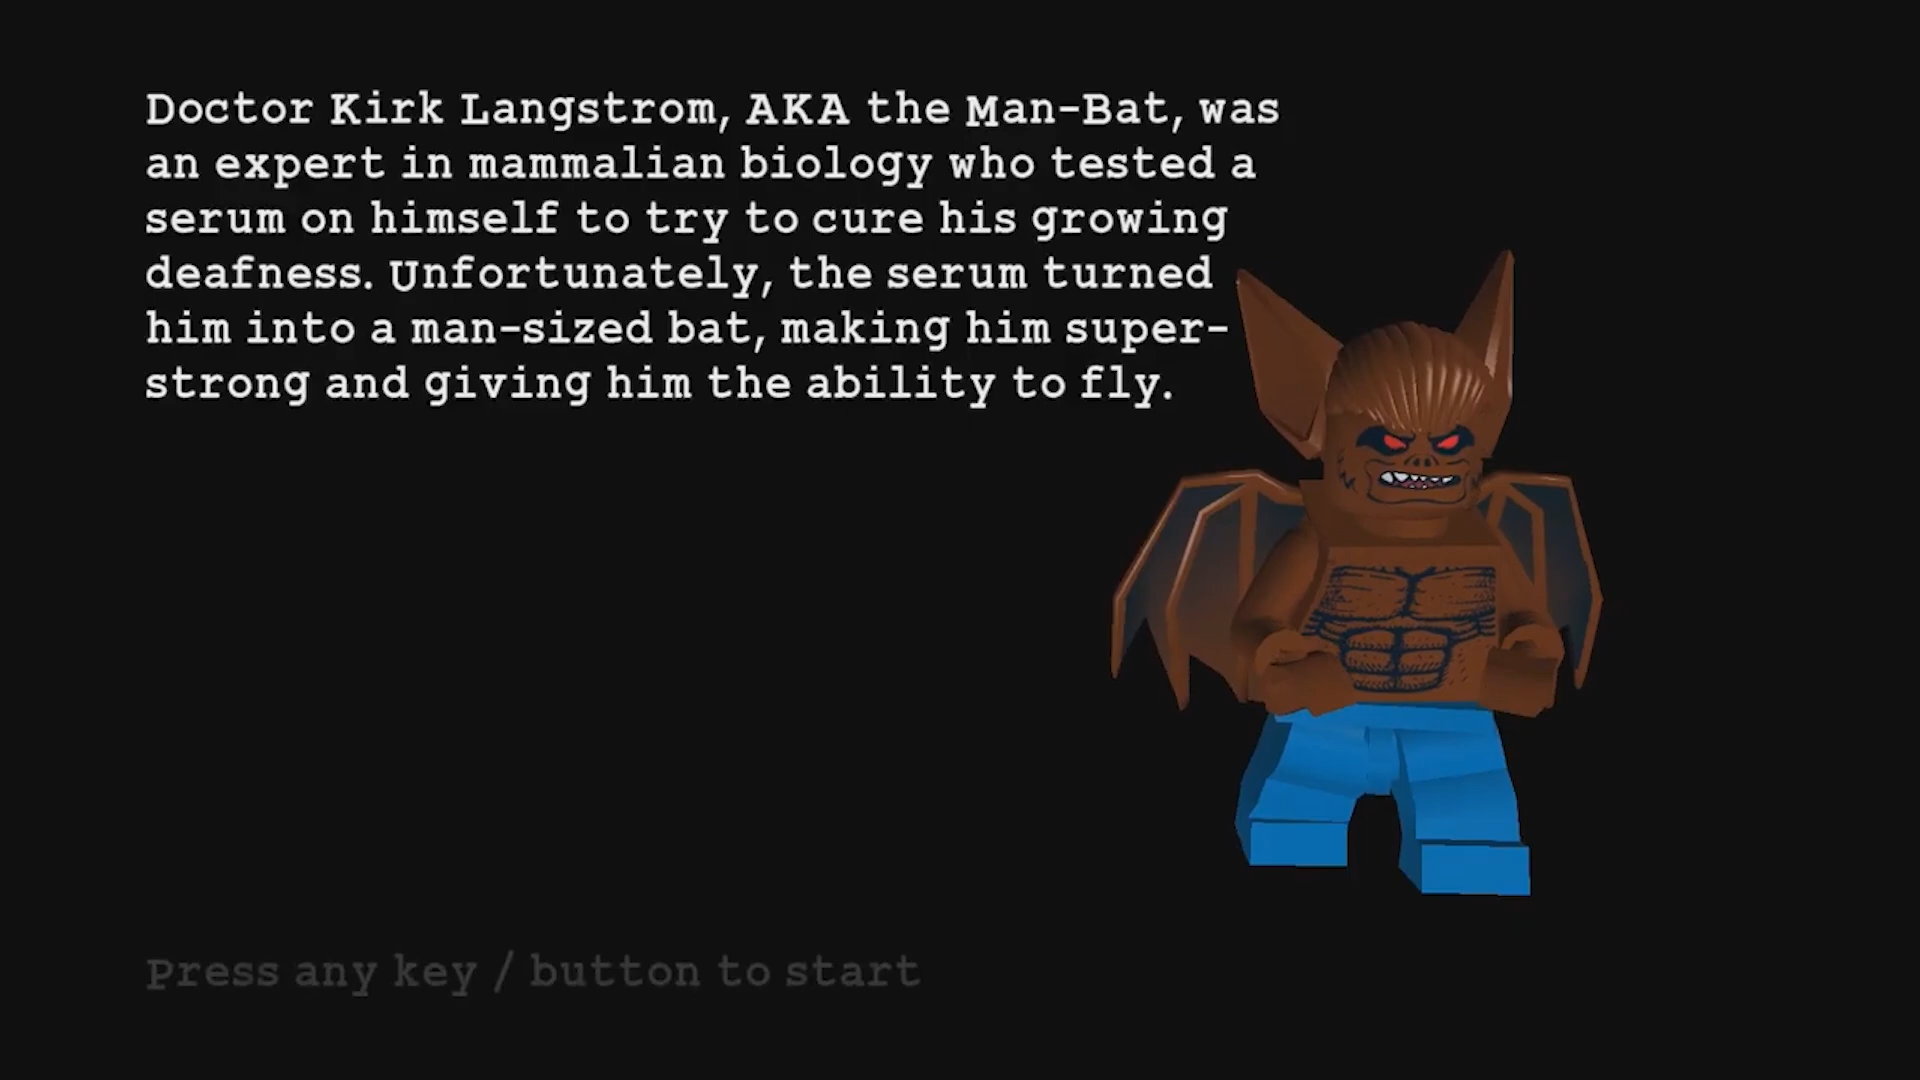 Doctor Kirk Langstrom, AKA the Man-Bat, was
an expert in mammalian biology who tested a
serum on himself to try to cure his growing
deafness. Unfortunately, the serum turned
him into a man-sized bat, making him super-
strong and giving him the ability to fly.
Press any key / button to start